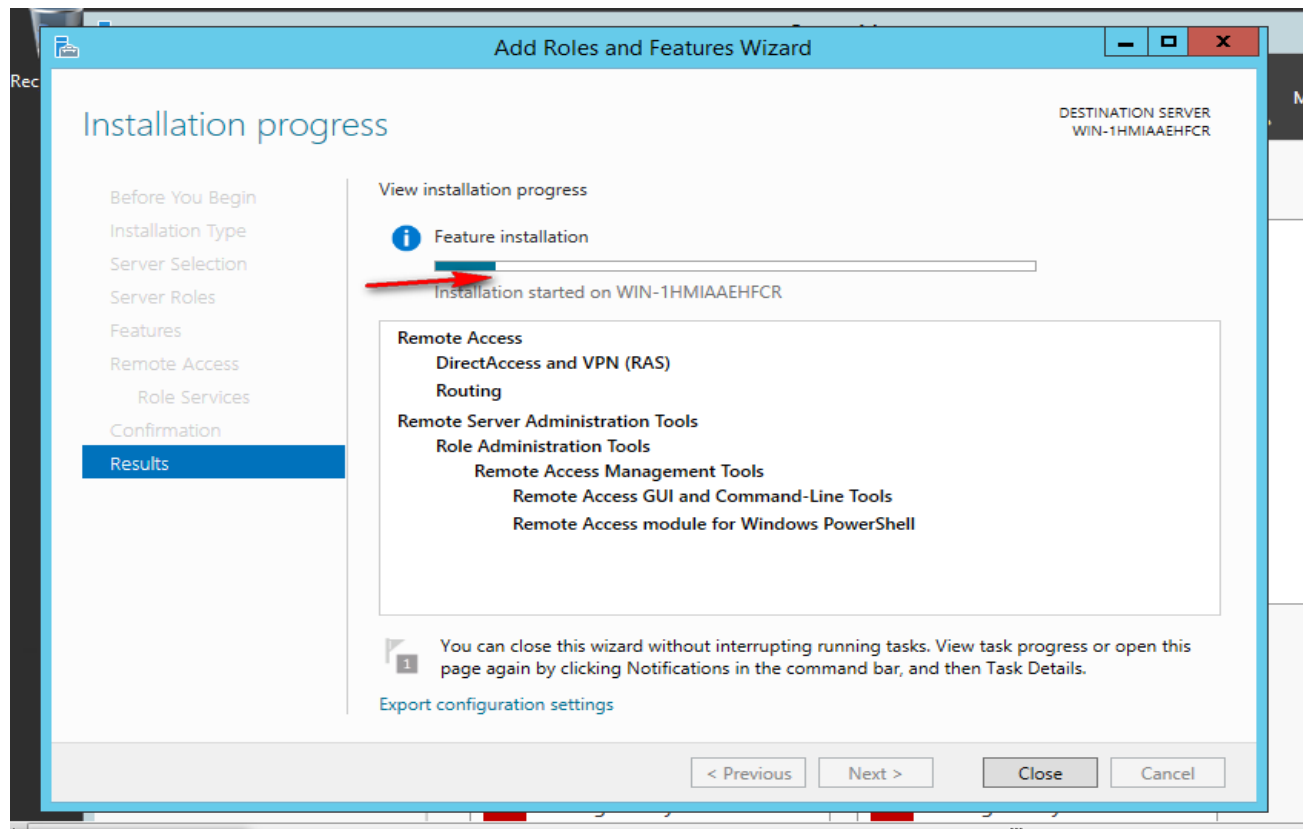 Add Roles and Features Wizard
Rec
Installation progress
DESTINATION SERVER
WIN-1HMIAAEHFCR
Before You Begin
Installation Type
Server Selection
Server Roles
Features
Remote Access
Role Services
Confirmation
Results
View installation progress
Feature installation
Installation started on WIN-1HMIAAEHFCR
Remote Access
DirectAccess and VPN (RAS)
Routing
Remote Server Administration Tools
Role Administration Tools
Remote Access Management Tools
Remote Access GUI and Command-Line Tools
Remote Access module for Windows PowerShell
1
You can close this wizard without interrupting running tasks. View task progress or open this
page again by clicking Notifications in the command bar, and then Task Details.
Export configuration settings
< Previous
Next >
Close
Cancel